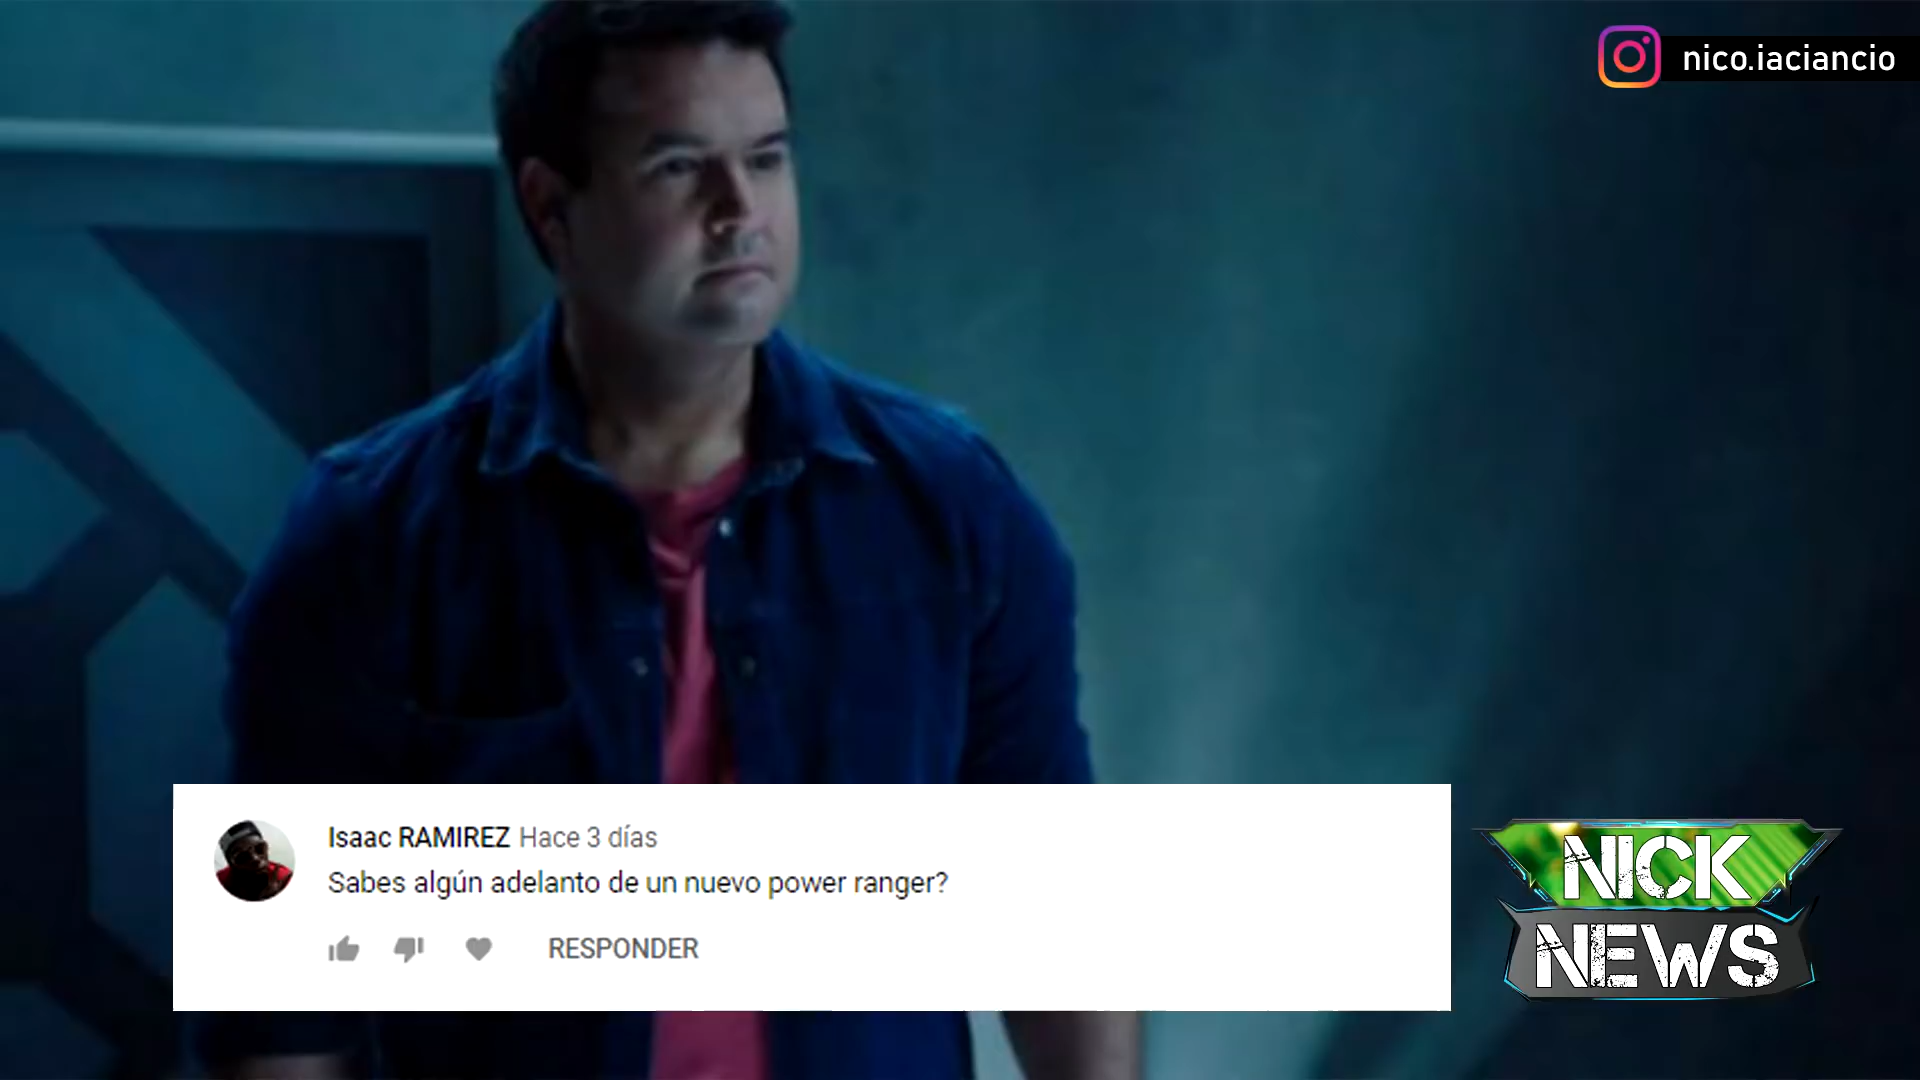 nico.iaciancio
Isaac RAMIREZ Hace 3 días
Sabes algún adelanto de un nuevo power ranger?
RESPONDER
NICK
NEWS